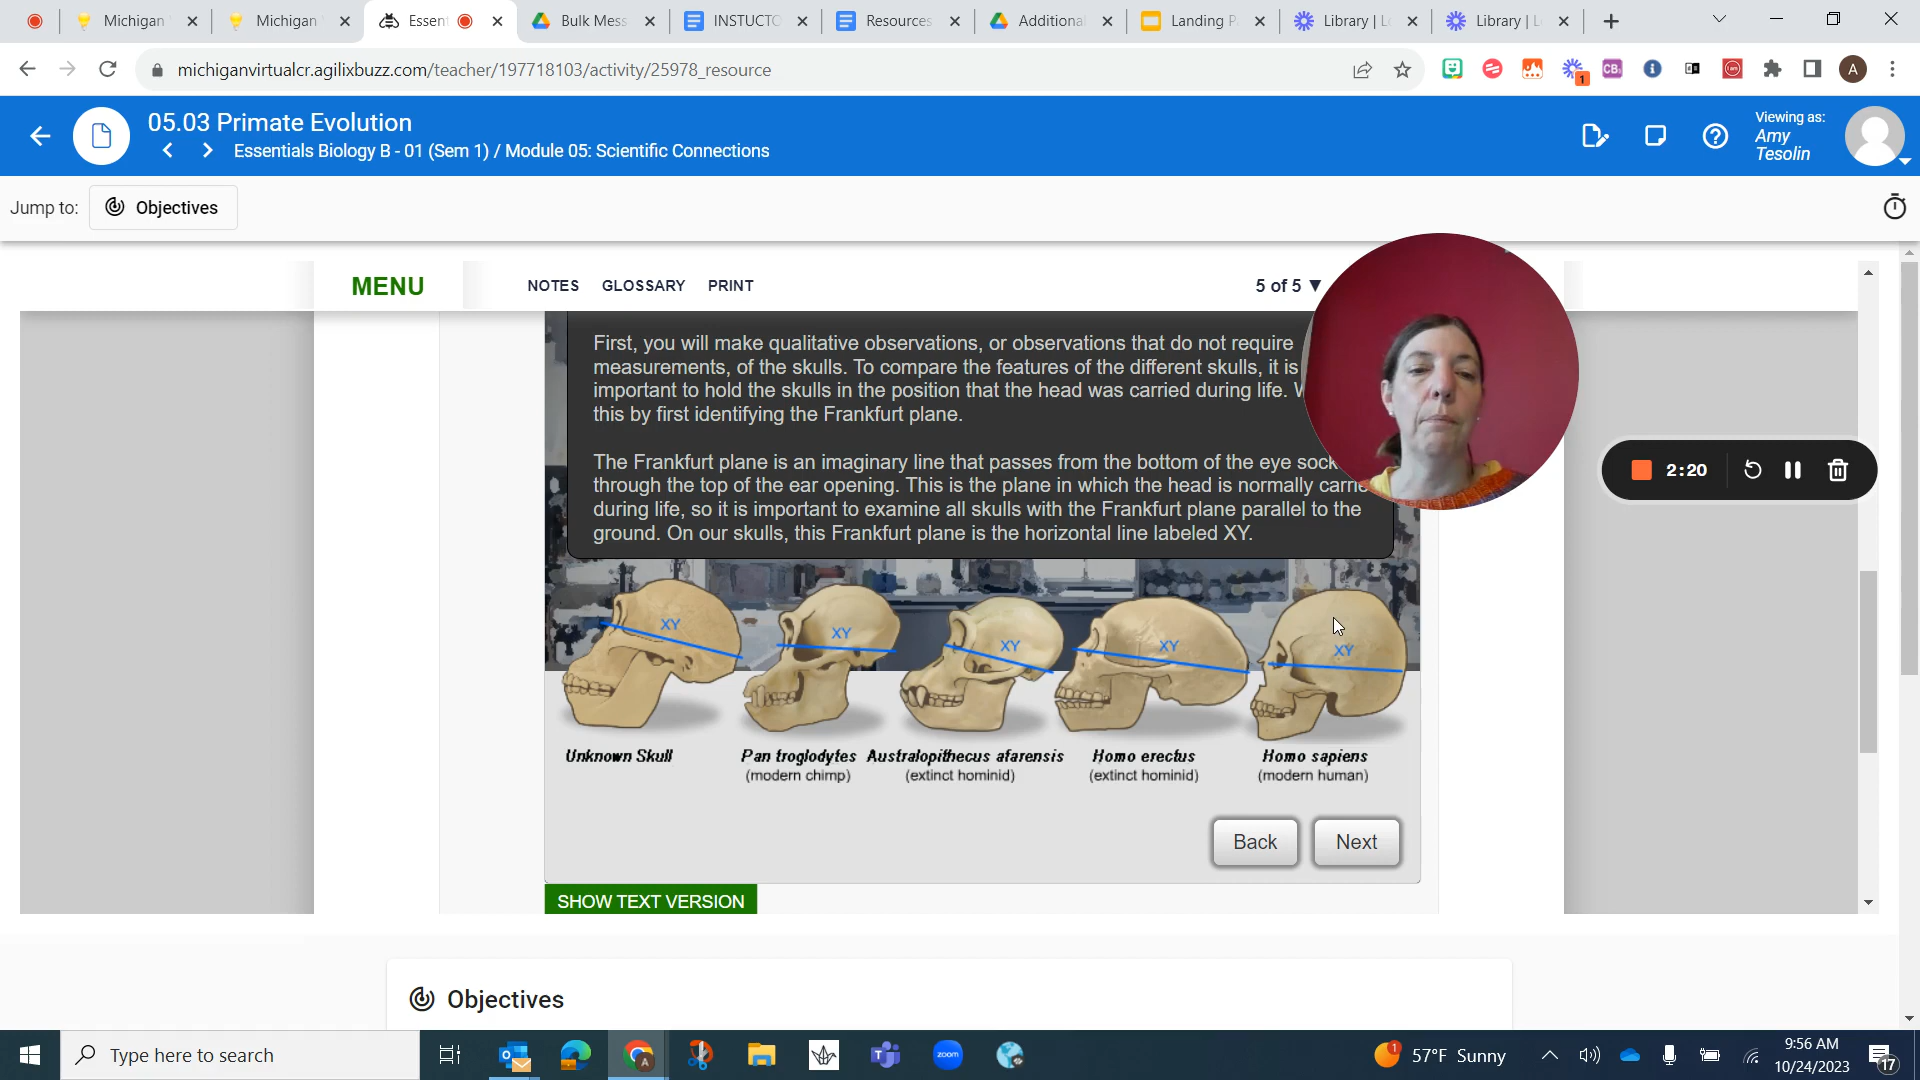 Michigan
Michigan
Essen
Bulk Mess
INSTUCTO
Resources
Additional
Landing P
Library | L
Library | L
michiganvirtualcr.agilixbuzz.com/teacher/197718103/activity/25978_resource
1
CB
A
05.03 Primate Evolution
Essentials Biology B - 01 (Sem 1) / Module 05: Scientific Connections
Viewing as:
Amy
Tesolin
Jump to:
Objectives
MENU
NOTES
GLOSSARY
PRINT
5 of 5 ▼
First, you will make qualitative observations, or observations that do not require
measurements, of the skulls. To compare the features of the different skulls, it is
important to hold the skulls in the position that the head was carried during life.
this by first identifying the Frankfurt plane.
The Frankfurt plane is an imaginary line that passes from the bottom of the eye sock
through the top of the ear opening. This is the plane in which the head is normally carrie
during life, so it is important to examine all skulls with the Frankfurt plane parallel to the
ground. On our skulls, this Frankfurt plane is the horizontal line labeled XY.
2:20
XY
XY
XY
XY
XY
Unknown Skull
Pan troglodytes
(modern chimp)
Australopithecus afarensis
(extinct hominid)
Homo erectus
(extinct hominid)
Homo sapiens
(modern human)
Back
Next
SHOW TEXT VERSION
Objectives
Type here to search
A
zoom
1
57°F Sunny
9:56 AM
10/24/2023
17